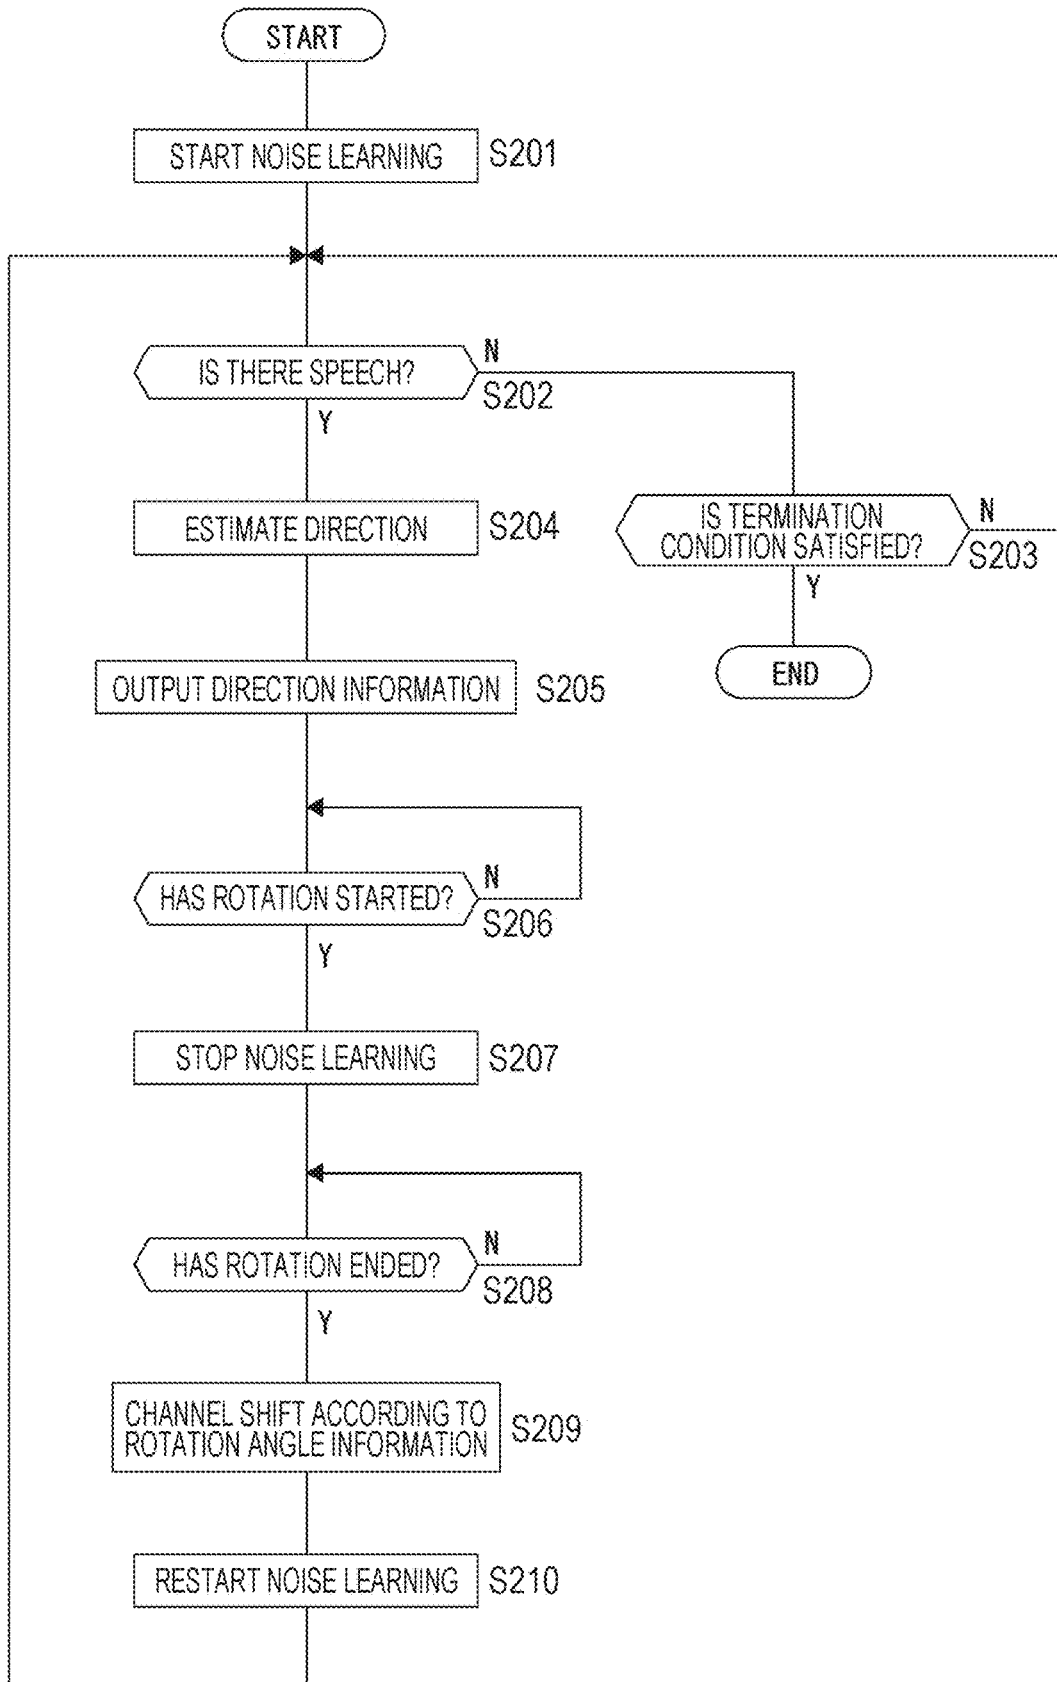 START
START NOISE LEARNING S201
IS THERE SPEECH?
N
S202
Y
ESTIMATE DIRECTION S204
IS TERMINATION
CONDITION SATISFIED?
N
S203
Y
END
OUTPUT DIRECTION INFORMATION S205
HAS ROTATION STARTED?
N
S206
Y
STOP NOISE LEARNING S207
HAS ROTATION ENDED?
N
S208
Y
CHANNEL SHIFT ACCORDING TO
ROTATION ANGLE INFORMATION
S209
RESTART NOISE LEARNING S210